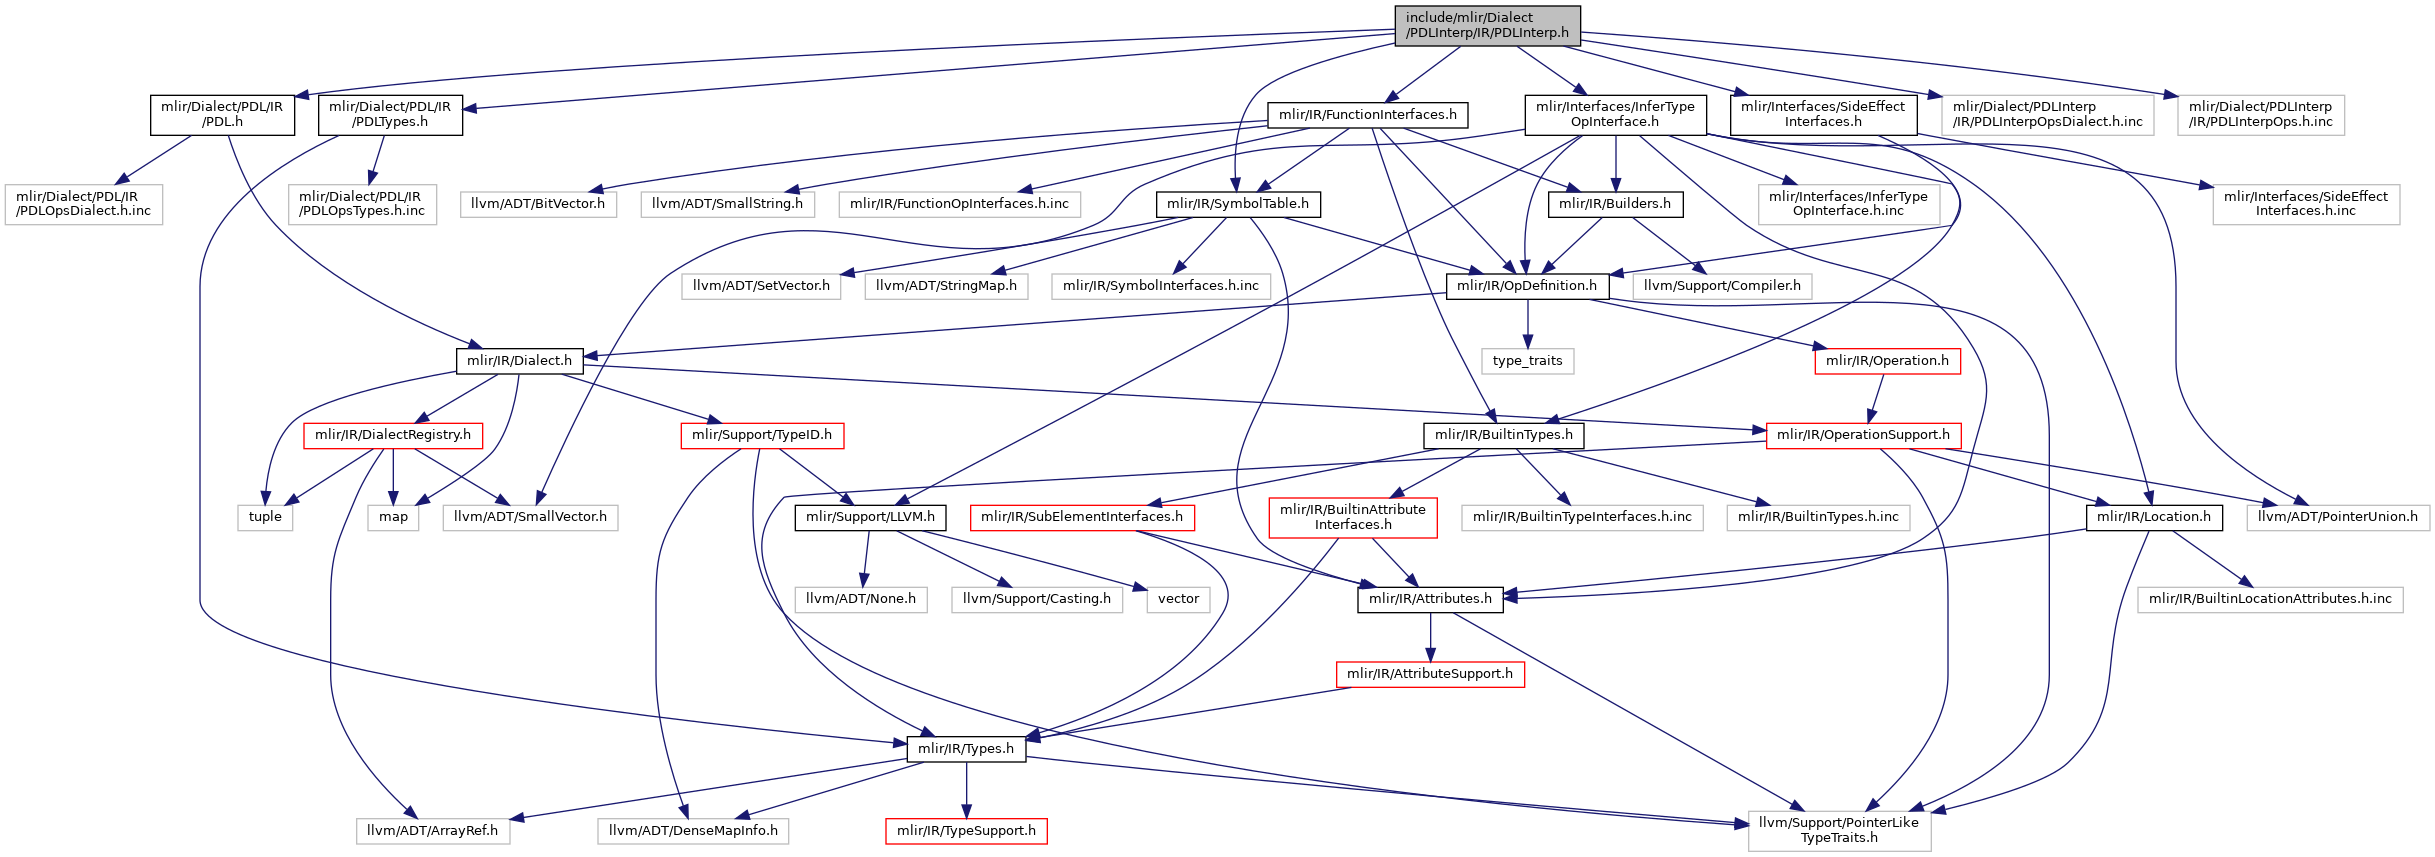 include/mlir/Dialect
/PDLInterp/IR/PDLInterp.h
mlir/Dialect/PDL/IR
/PDL.h
mlir/Dialect/PDL/IR
/PDLTypes.h
mlir/IR/FunctionInterfaces.h
mlir/Interfaces/InferType
OpInterface.h
mlir/Interfaces/SideEffect
Interfaces.h
mlir/Dialect/PDLInterp
/IR/PDLInterpOpsDialect.h.inc
mlir/Dialect/PDLInterp
/IR/PDLInterpOps.h.inc
mlir/Dialect/PDL/IR
/PDLOpsDialect.h.inc
mlir/Dialect/PDL/IR
/PDLOpsTypes.h.inc
llvm/ADT/BitVector.h
llvm/ADT/SmallString.h
mlir/IR/FunctionOpInterfaces.h.inc
mlir/IR/SymbolTable.h
mlir/IR/Builders.h
mlir/Interfaces/InferType
OpInterface.h.inc
mlir/Interfaces/SideEffect
Interfaces.h.inc
llvm/ADT/SetVector.h
llvm/ADT/StringMap.h
mlir/IR/SymbolInterfaces.h.inc
mlir/IR/OpDefinition.h
llvm/Support/Compiler.h
mlir/IR/Dialect.h
type_traits
mlir/IR/Operation.h
mlir/IR/DialectRegistry.h
mlir/Support/TypeID.h
mlir/IR/BuiltinTypes.h
mlir/IR/OperationSupport.h
tuple
map
llvm/ADT/SmallVector.h
mlir/Support/LLVM.h
mlir/IR/SubElementInterfaces.h
mlir/IR/BuiltinAttribute
Interfaces.h
mlir/IR/BuiltinTypeInterfaces.h.inc
mlir/IR/BuiltinTypes.h.inc
mlir/IR/Location.h
llvm/ADT/PointerUnion.h
llvm/ADT/None.h
llvm/Support/Casting.h
vector
mlir/IR/Attributes.h
mlir/IR/BuiltinLocationAttributes.h.inc
mlir/IR/AttributeSupport.h
mlir/IR/Types.h
llvm/ADT/ArrayRef.h
llvm/ADT/DenseMapInfo.h
mlir/IR/TypeSupport.h
llvm/Support/PointerLike
TypeTraits.h